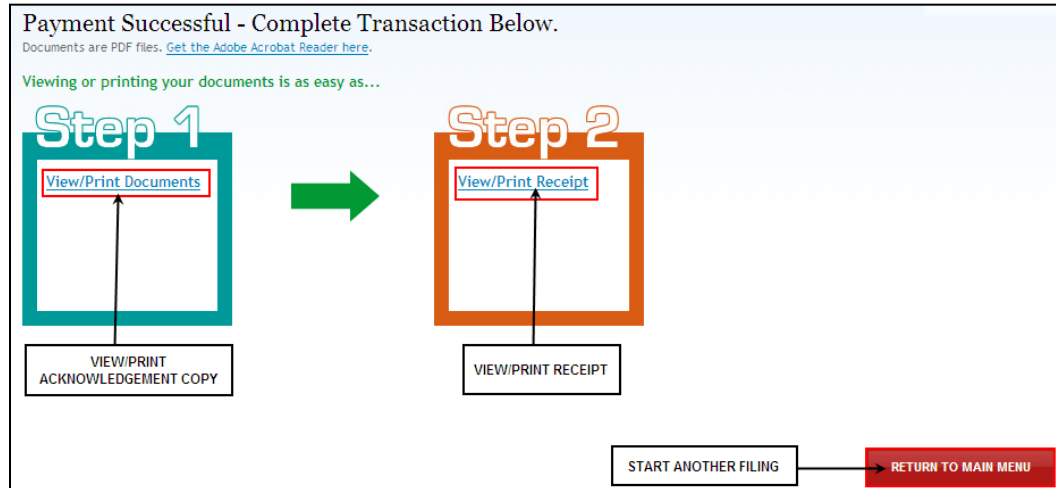 Payment Successful - Complete Transaction Below.
Documents are PDF files. Get the Adobe Acrobat Reader here.
Viewing or printing your documents is as easy as...
Step 1
View/Print Documents
VIEW/PRINT
ACKNOWLEDGEMENT COPY
Step 2
View/Print Receipt
VIEW/PRINT RECEIPT
START ANOTHER FILING
RETURN TO MAIN MENU